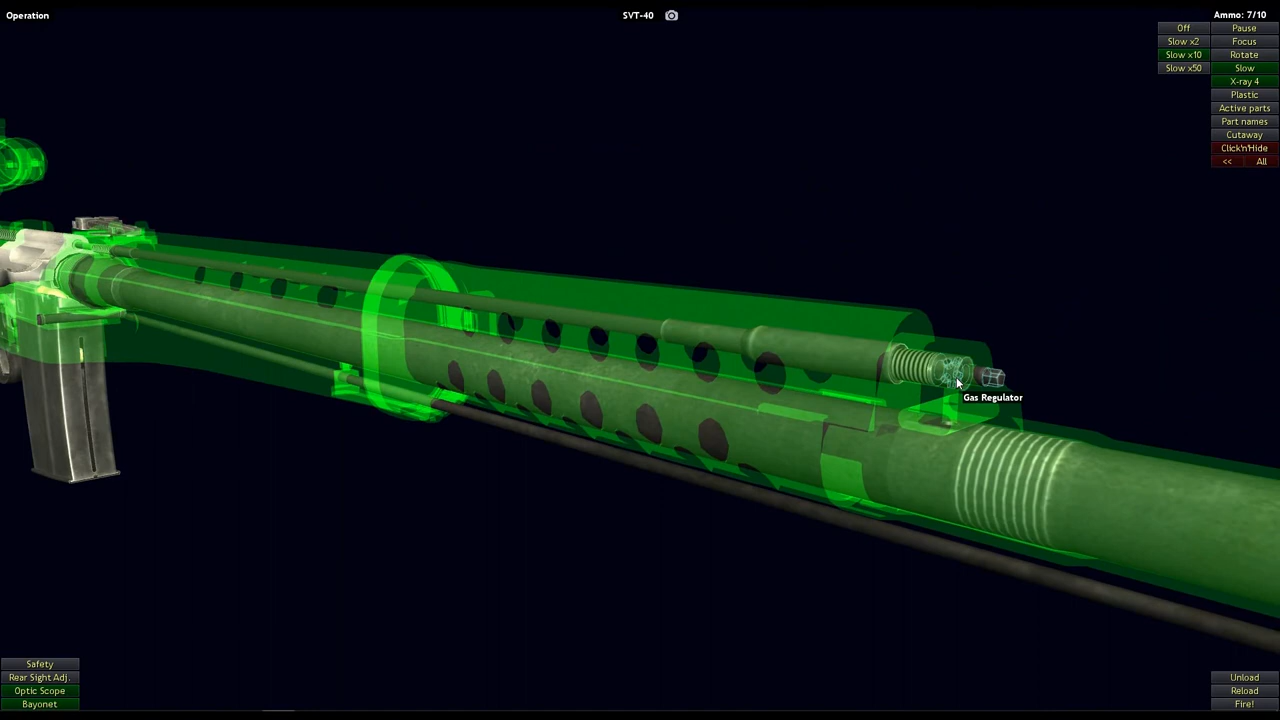 Operation
SVT-40
Ammo: 7/10
Off
Pause
Slow x2
Focus
Slow x10
Rotate
Slow x50
Slow
X-ray 4
Plastic
Active parts
Part names
Cutaway
Click'n'Hide
<< All
Gas Regulator
Safety
Rear Sight Adj.
Optic Scope
Bayonet
Unload
Reload
Fire!